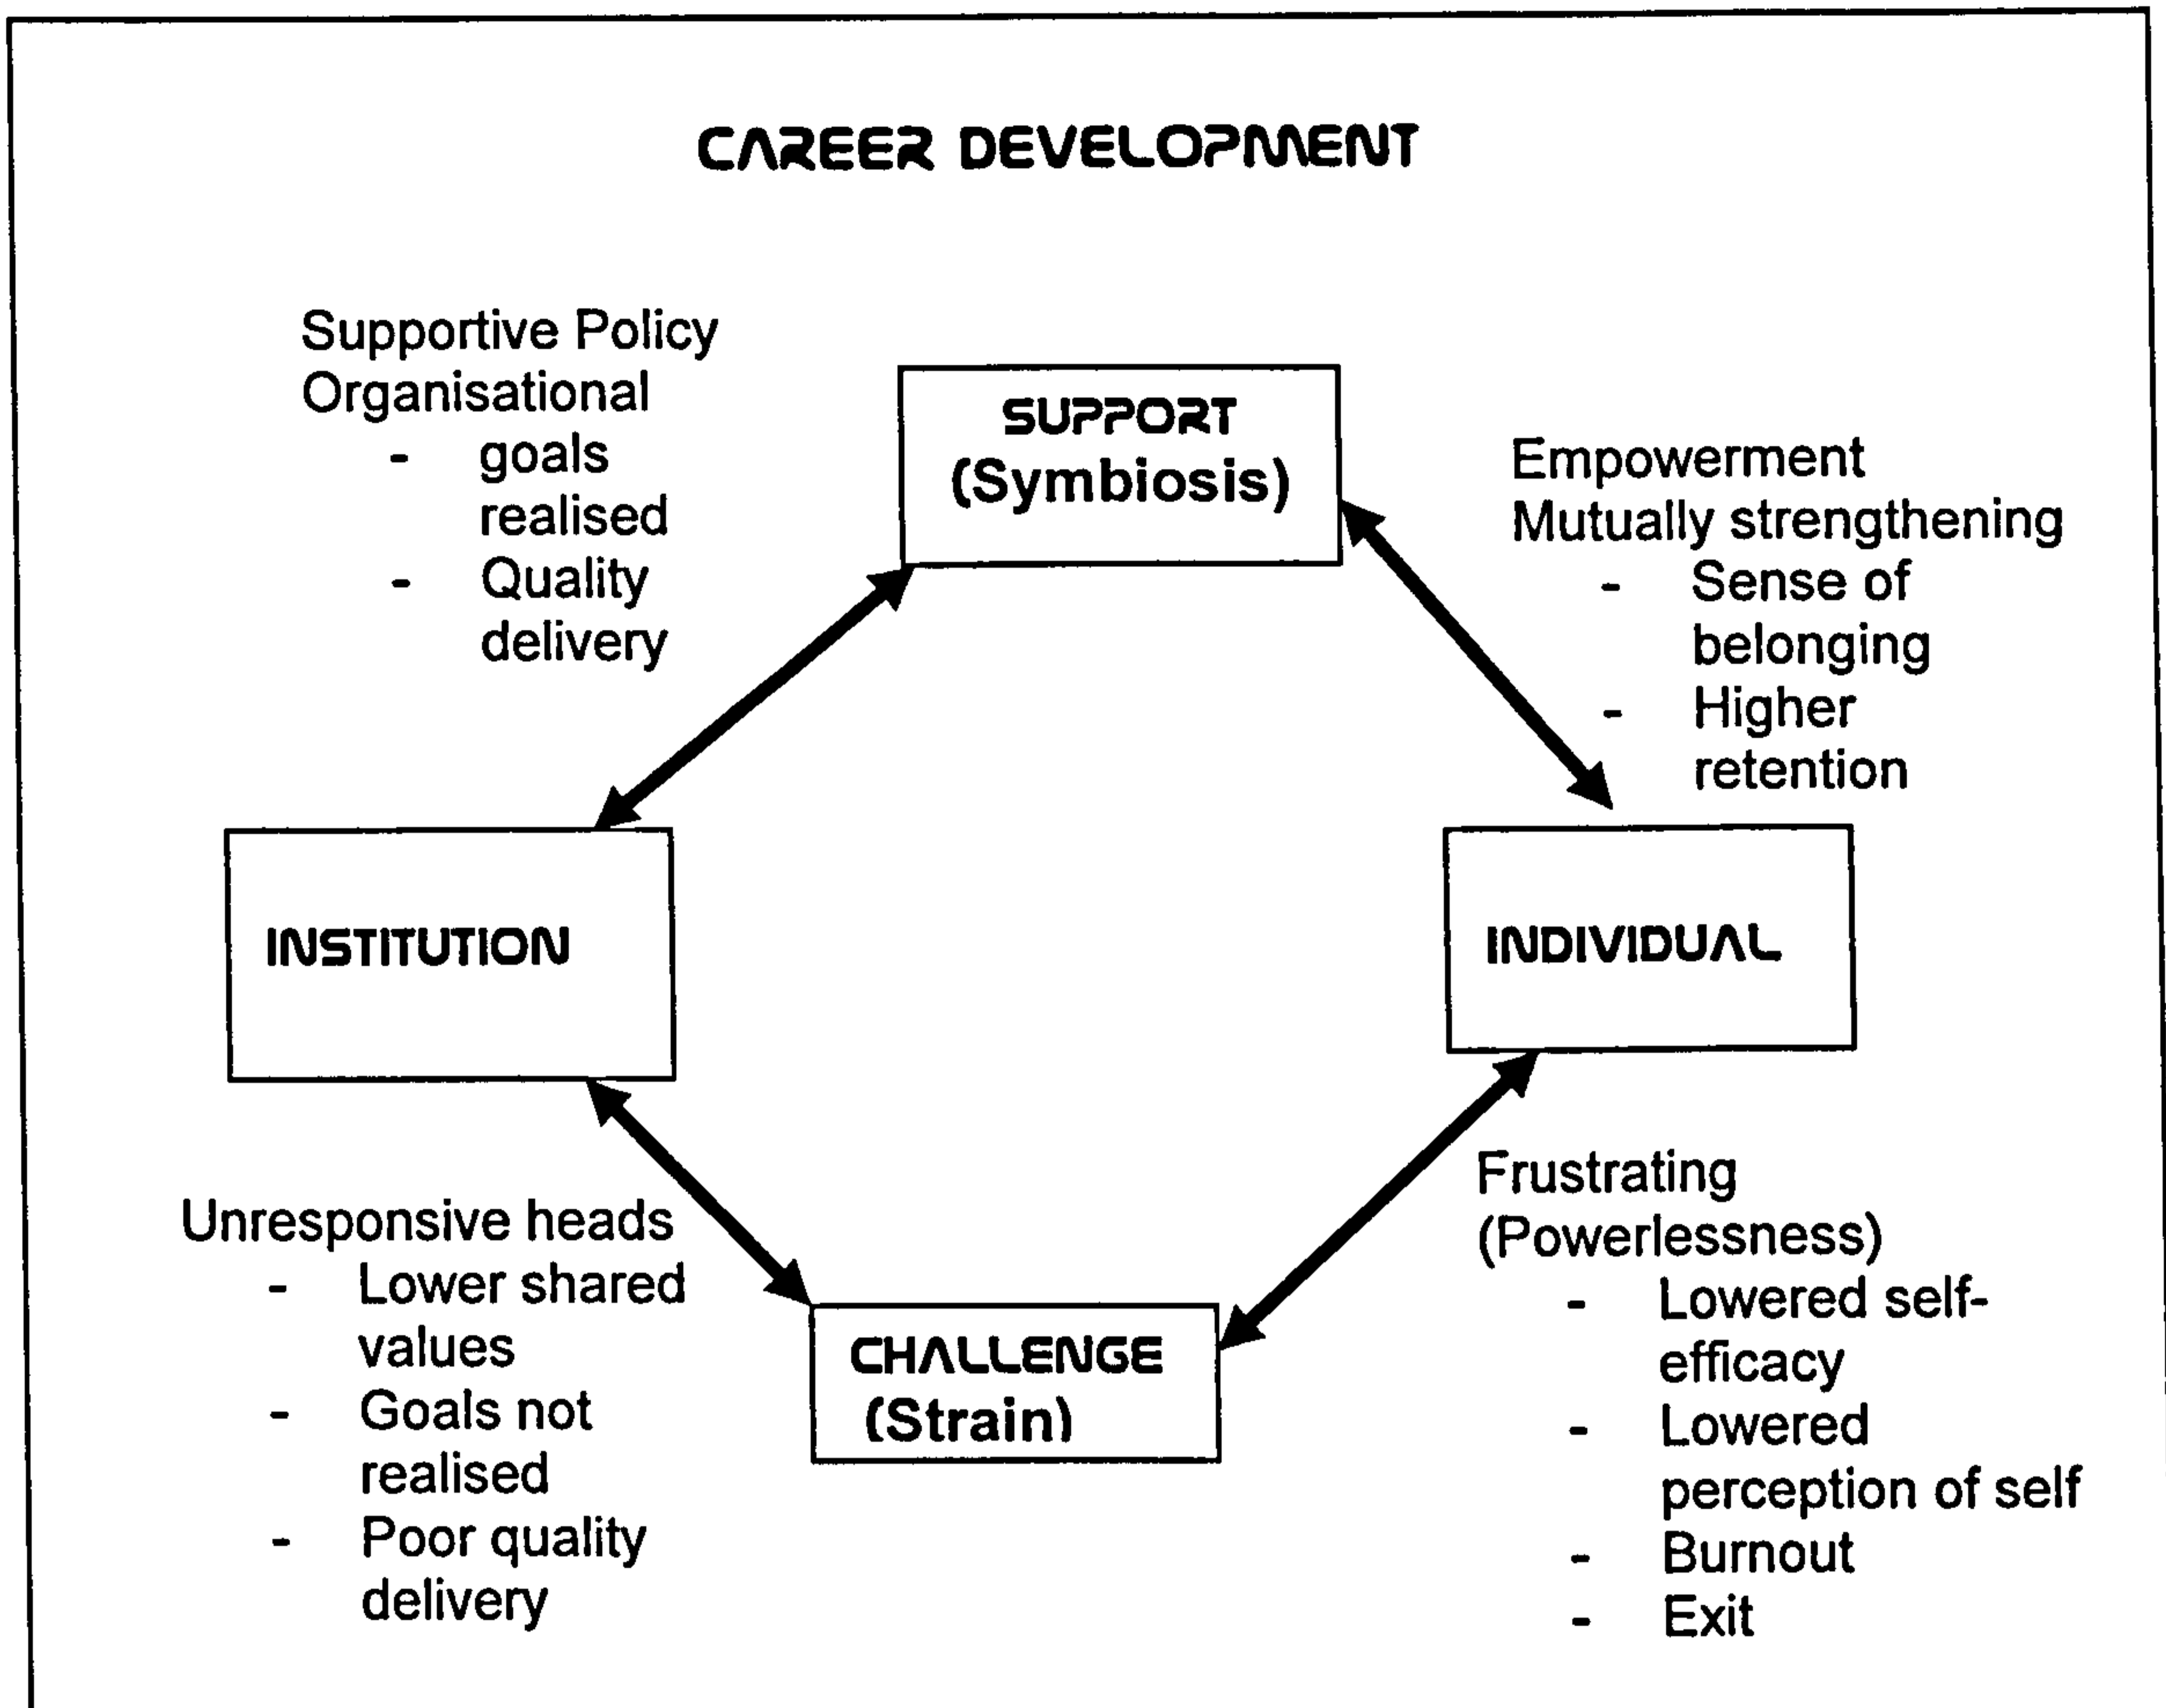 CAREER DEVELOPMENT
Supportive Policy
Organisational
- goals
realised
- Quality
delivery
SUPPORT
(Symbiosis)
Empowerment
Mutually strengthening
- Sense of
belonging
- Higher
retention
INSTITUTION
INDIVIDUAL
Unresponsive heads
- Lower shared
values
- Goals not
realised
- Poor quality
delivery
CHALLENGE
(Strain)
Frustrating
(Powerlessness)
- Lowered self-
efficacy
- Lowered
perception of self
- Burnout
- Exit